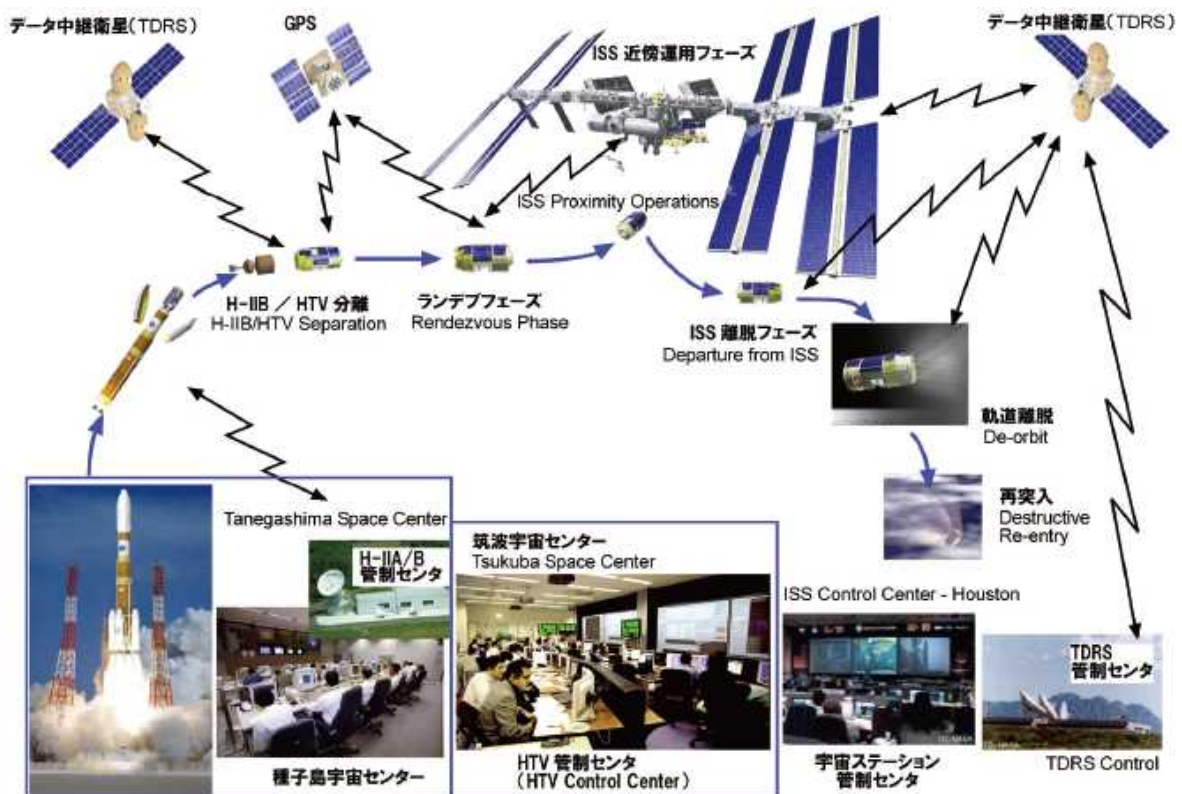 データ中継衛星(TDRS)
GPS
ISS 近傍運用フェーズ
データ中継衛星(TDRS)
ISS Proximity Operations
H-IIB / HTV 分離
H-IIB/HTV Separation
ランデブフェーズ
Rendezvous Phase
ISS 離脱フェーズ
Departure from ISS
軌道離脱
De-orbit
再突入
Destructive
Re-entry
Tanegashima Space Center
H-IIA/B
管制センタ
種子島宇宙センター
筑波宇宙センター
Tsukuba Space Center
HTV 管制センタ
(HTV Control Center)
ISS Control Center - Houston
宇宙ステーション
管制センタ
TDRS
管制センタ
TDRS Control